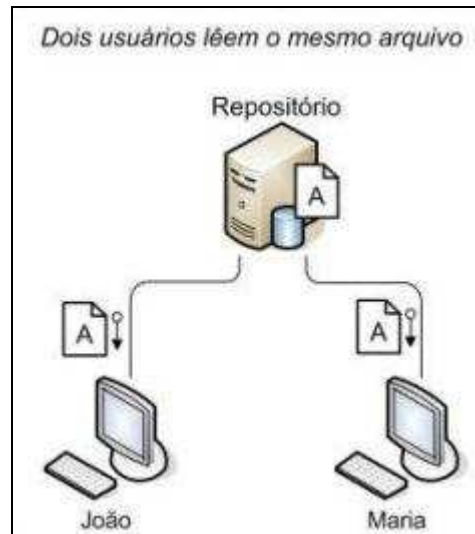 Dois usuários lêem o mesmo arquivo
Repositório
A
A
A
João
Maria